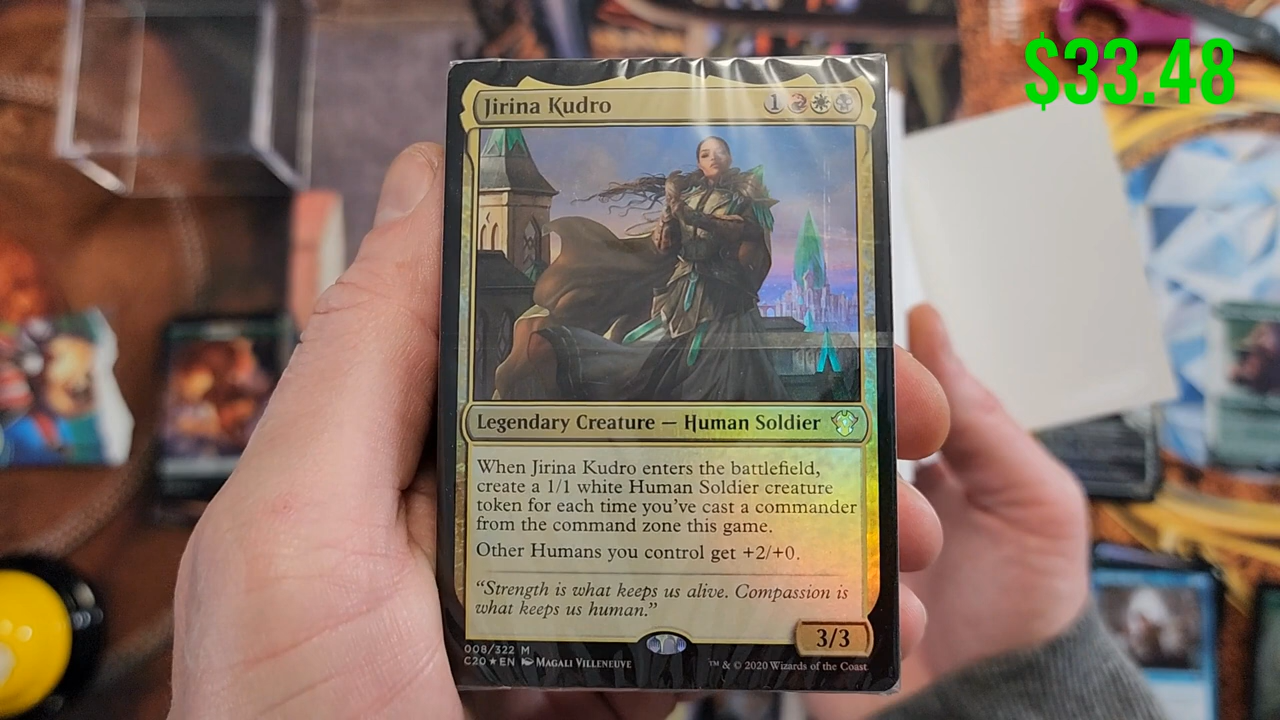 $33.48
Jirina Kudro
1
Legendary Creature — Human Soldier
When Jirina Kudro enters the battlefield,
create a 1/1 white Human Soldier creature
token for each time you've cast a commander
from the command zone this game.
Other Humans you control get +2/+0.
“Strength is what keeps us alive. Compassion is
what keeps us human.”
3/3
008/322 M
C20★EN Magali Villeneuve
™ & © 2020 Wizards of the Coast